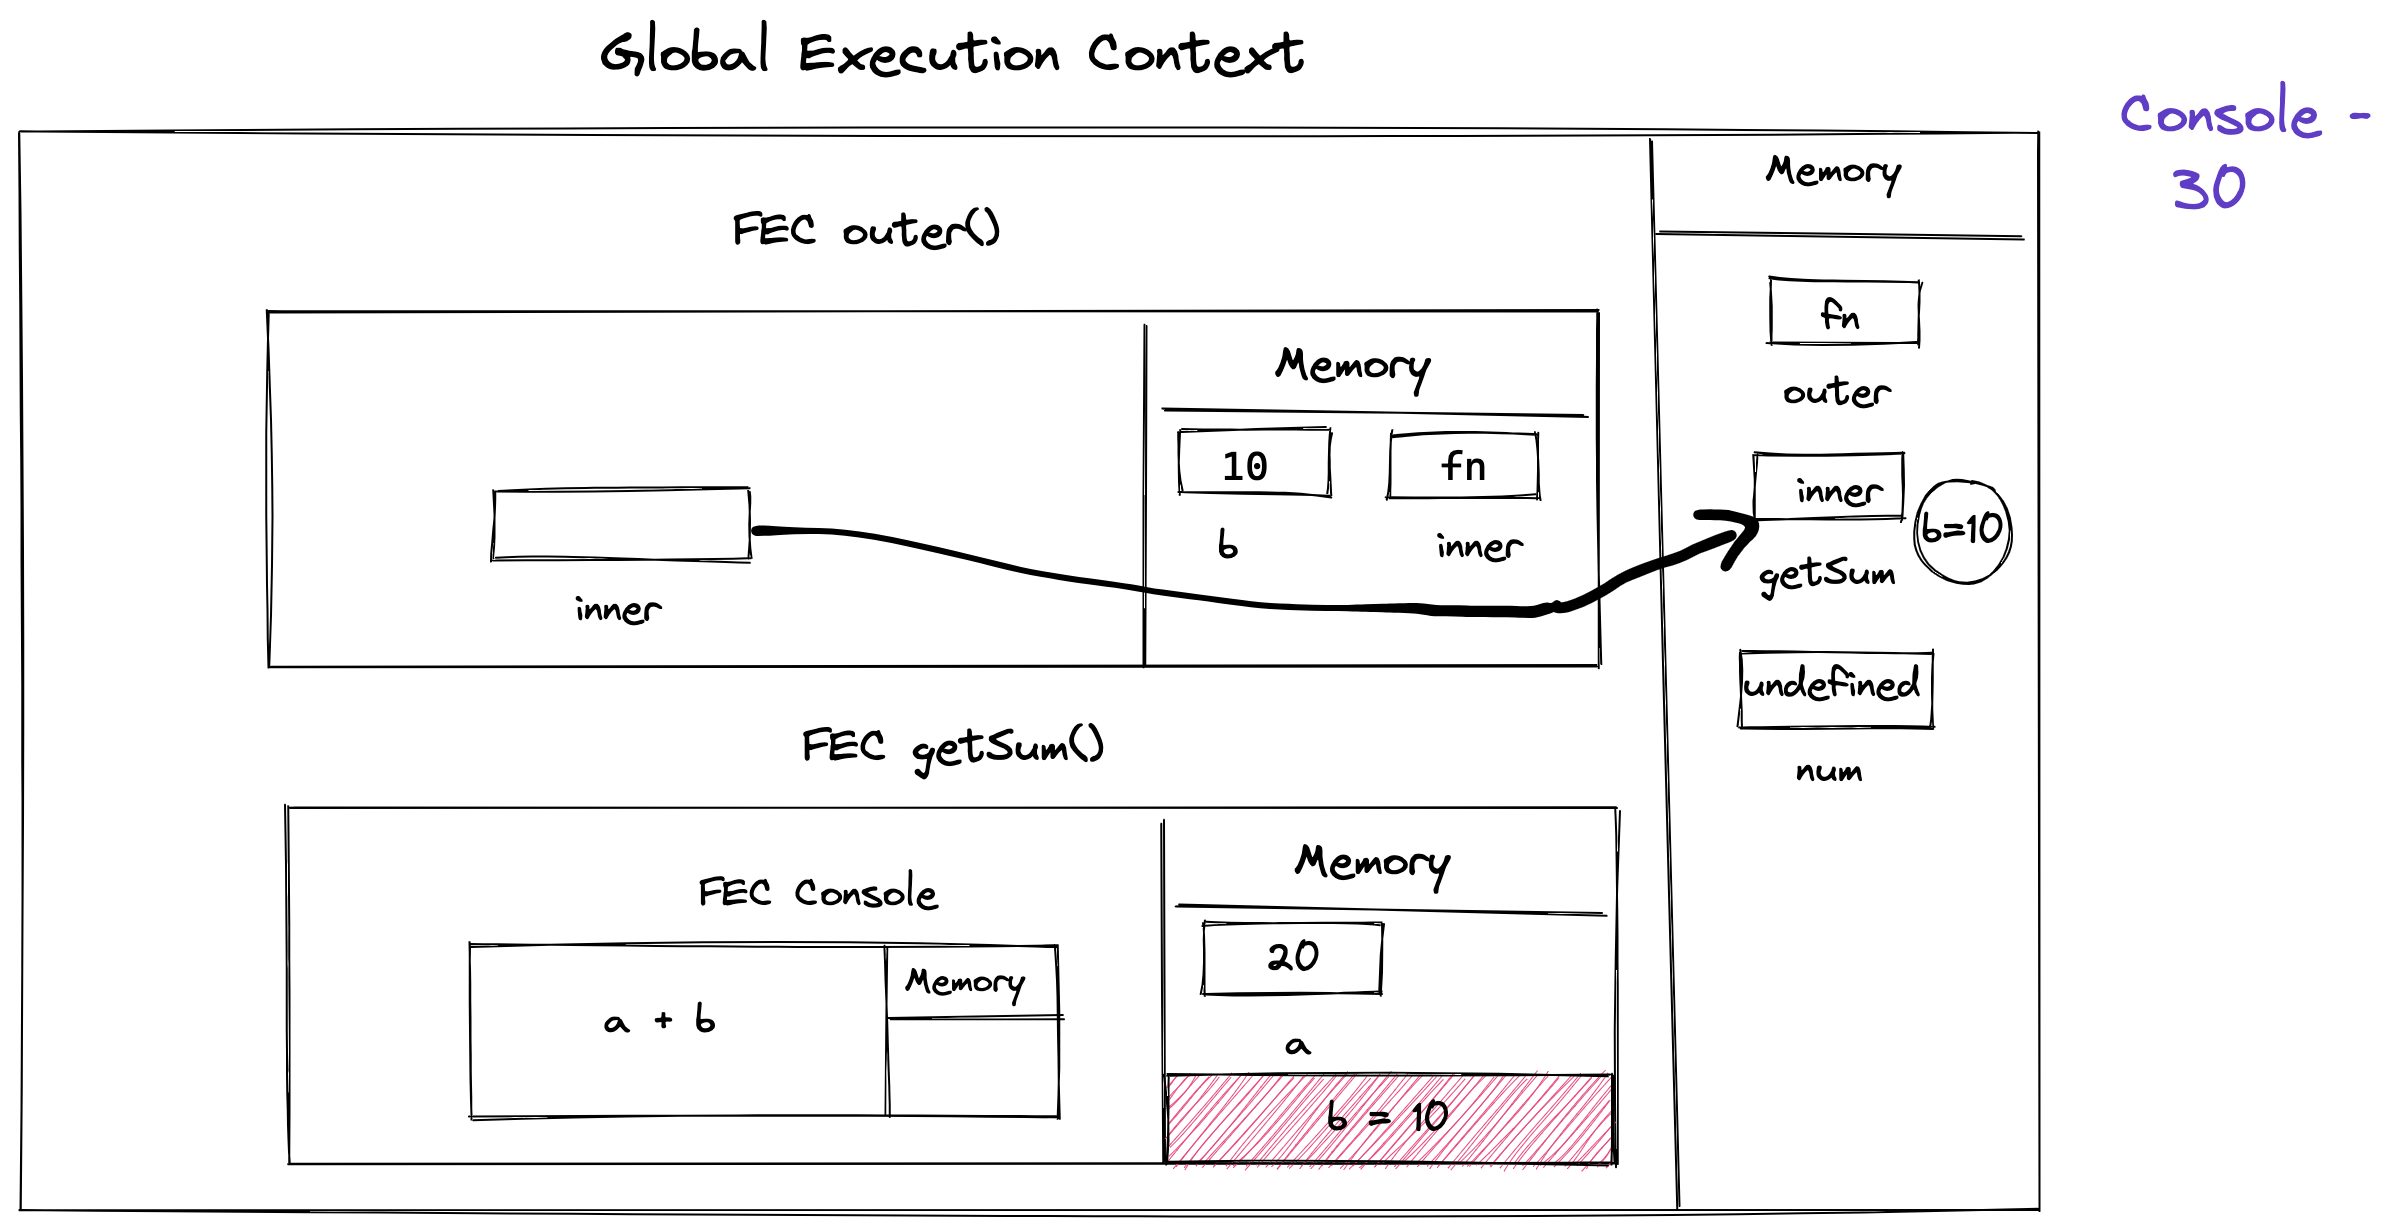 Global Execution Context
Console -
30
Memory
FEC outer()
fn
outer
Memory
10
fn
b
inner
inner
inner
b=10
getSum
undefined
num
FEC getSum()
Memory
FEC Console
20
Memory
a + b
a
b = 10